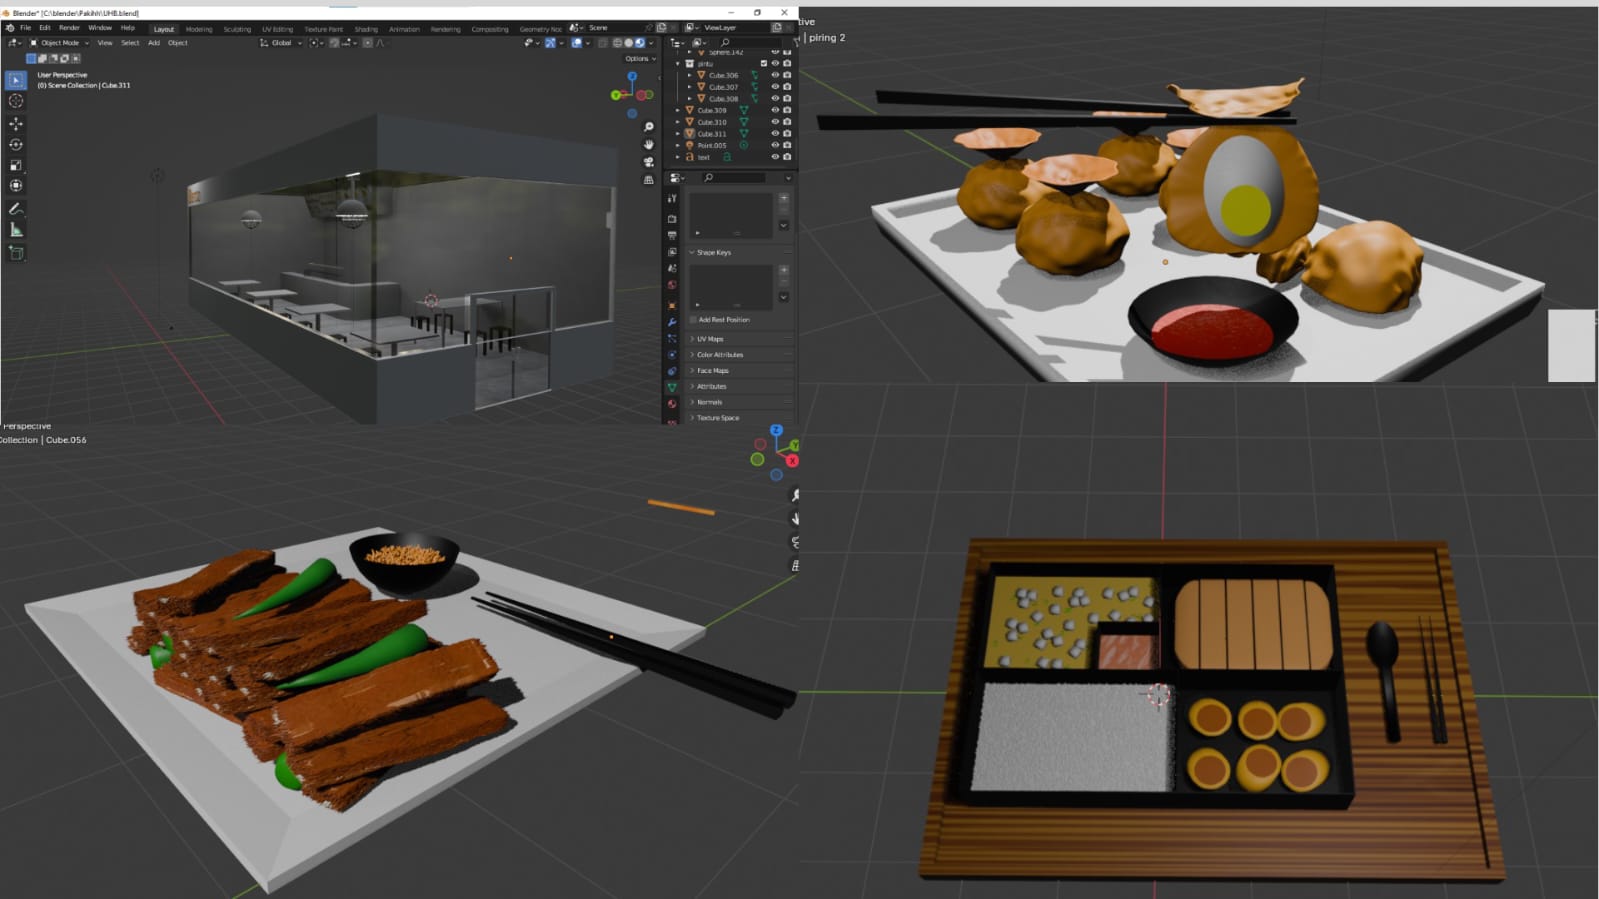 Blender* [C:\blender\Pakihh\UHB.blend]
File Edit Render Window Help Layout Modeling Sculpting UV Editing Texture Paint Shading Animation Rendering Compositing Geometry Noc Scene ViewLayer
Object Mode View Select Add Object Global
Options
User Perspective
(0) Scene Collection | Cube.311
Z
Y
Sphere.142
pintu
Cube.306
Cube.307
Cube.308
Cube.309
Cube.310
Cube.311
Point.005
text
Shape Keys
Add Rest Position
UV Maps
Color Attributes
Face Maps
Attributes
Normals
Texture Space
tive
| piring 2
Perspective
ollection | Cube.056
Z
Y
X